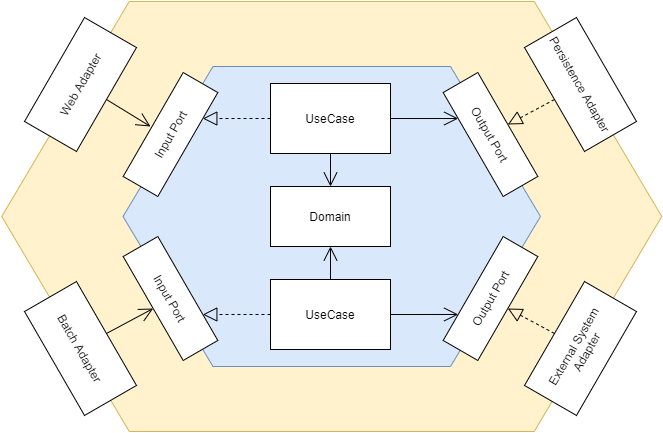 Web Adapter
Input Port
UseCase
Output Port
Persistence Adapter
Domain
Batch Adapter
Input Port
UseCase
Output Port
External System
Adapter